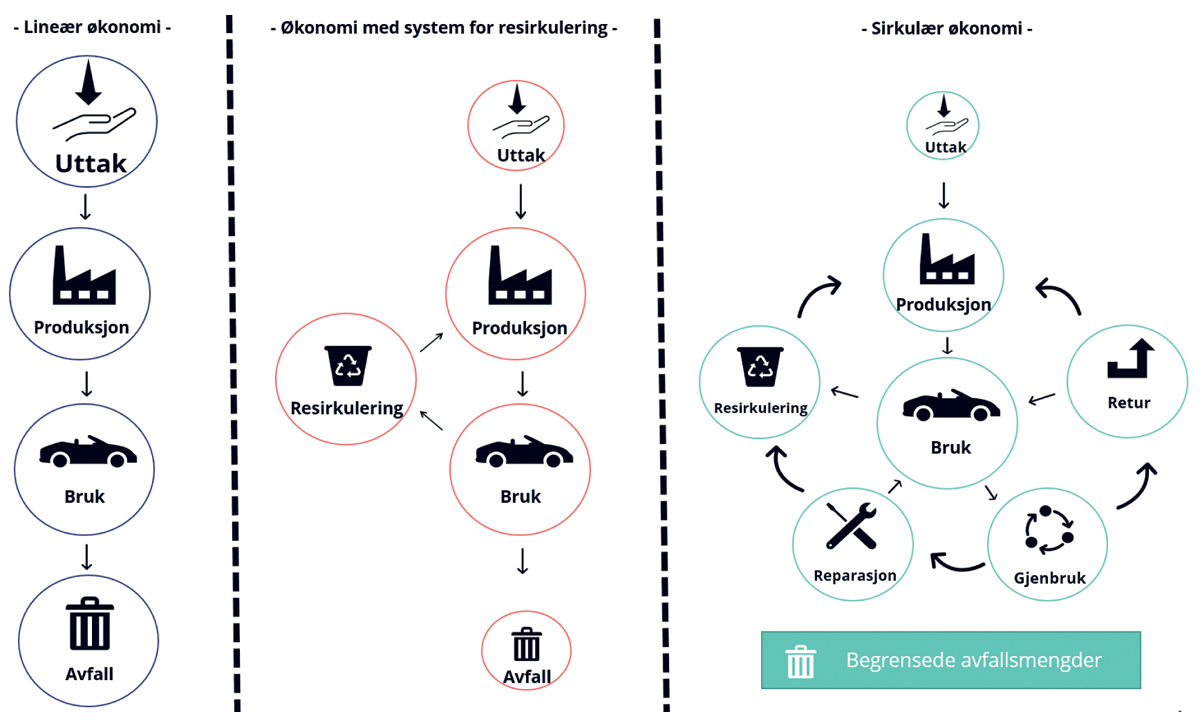 - Lineær økonomi -
Uttak
Produksjon
Bruk
Avfall
- Økonomi med system for resirkulering -
Uttak
Produksjon
Resirkulering
Bruk
Avfall
- Sirkulær økonomi -
Uttak
Produksjon
Resirkulering
Retur
Bruk
Reparasjon
Gjenbruk
Begrensede avfallsmengder